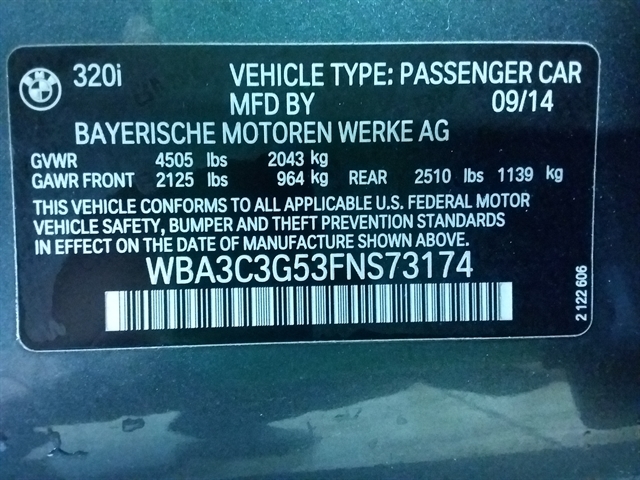 BMW 320i VEHICLE TYPE: PASSENGER CAR
MFD BY 09/14
BAYERISCHE MOTOREN WERKE AG
GVWR 4505 lbs 2043 kg
GAWR FRONT 2125 lbs 964 kg REAR 2510 lbs 1139 kg
THIS VEHICLE CONFORMS TO ALL APPLICABLE U.S. FEDERAL MOTOR
VEHICLE SAFETY, BUMPER AND THEFT PREVENTION STANDARDS
IN EFFECT ON THE DATE OF MANUFACTURE SHOWN ABOVE.
WBA3C3G53FNS73174
2 122 606